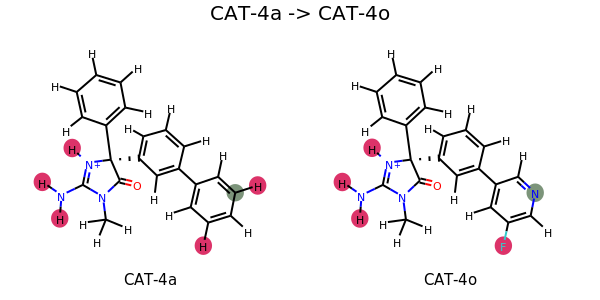 CAT-4a -> CAT-4o
H H
H H H H
H H H H
H H H H
H N+ H H N+ H
H H H H
N O N O N
H N N H H N N H
H H H H H H H F
H H
CAT-4a CAT-4o